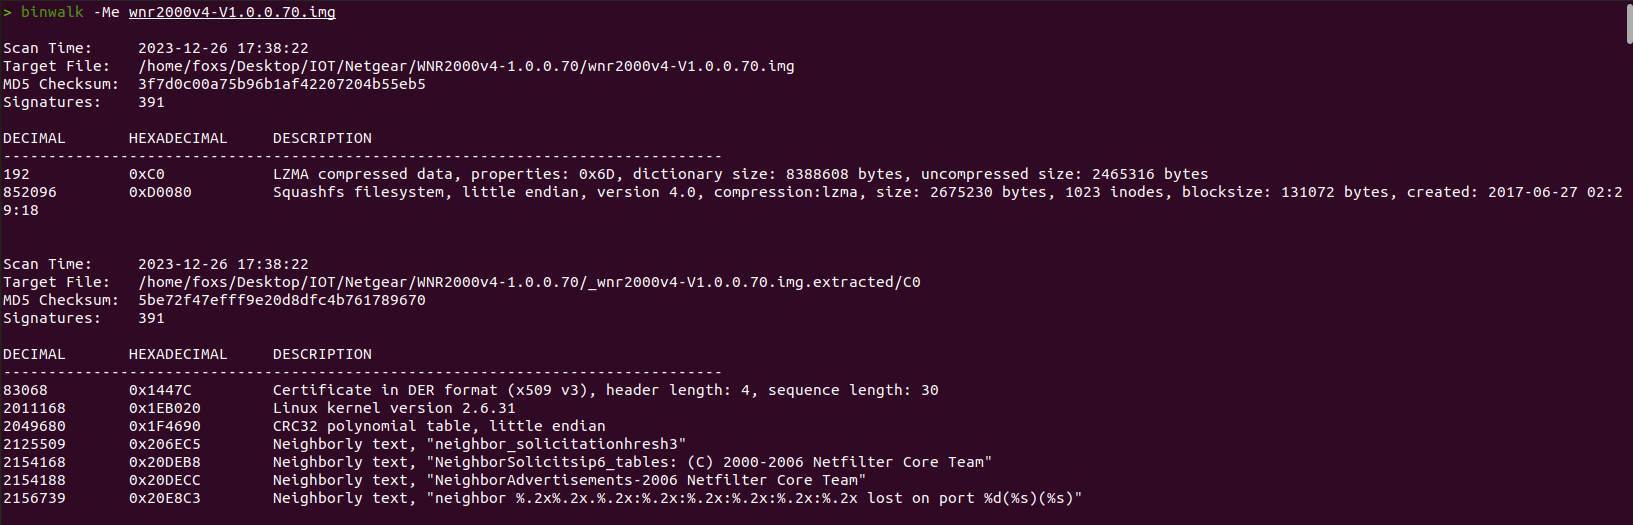 > binwalk -Me wnr2000v4-V1.0.0.70.img
Scan Time:     2023-12-26 17:38:22
Target File:   /home/foxs/Desktop/IOT/Netgear/WNR2000v4-1.0.0.70/wnr2000v4-V1.0.0.70.img
MD5 Checksum:  3f7d0c00a75b96b1af42207204b55eb5
Signatures:    391
DECIMAL       HEXADECIMAL     DESCRIPTION
--------------------------------------------------------------------------------
192           0xC0            LZMA compressed data, properties: 0x6D, dictionary size: 8388608 bytes, uncompressed size: 2465316 bytes
852096        0xD0080         Squashfs filesystem, little endian, version 4.0, compression:lzma, size: 2675230 bytes, 1023 inodes, blocksize: 131072 bytes, created: 2017-06-27 02:2
9:18
Scan Time:     2023-12-26 17:38:22
Target File:   /home/foxs/Desktop/IOT/Netgear/WNR2000v4-1.0.0.70/_wnr2000v4-V1.0.0.70.img.extracted/C0
MD5 Checksum:  5be72f47efff9e20d8dfc4b761789670
Signatures:    391
DECIMAL       HEXADECIMAL     DESCRIPTION
--------------------------------------------------------------------------------
83068         0x1447C         Certificate in DER format (x509 v3), header length: 4, sequence length: 30
2011168       0x1EB020        Linux kernel version 2.6.31
2049680       0x1F4690        CRC32 polynomial table, little endian
2125509       0x206EC5        Neighborly text, "neighbor_solicitationhresh3"
2154168       0x20DEB8        Neighborly text, "NeighborSolicitsip6_tables: (C) 2000-2006 Netfilter Core Team"
2154188       0x20DECC        Neighborly text, "NeighborAdvertisements-2006 Netfilter Core Team"
2156739       0x20E8C3        Neighborly text, "neighbor %.2x%.2x.%.2x:%.2x:%.2x:%.2x:%.2x:%.2x lost on port %d(%s)(%s)"